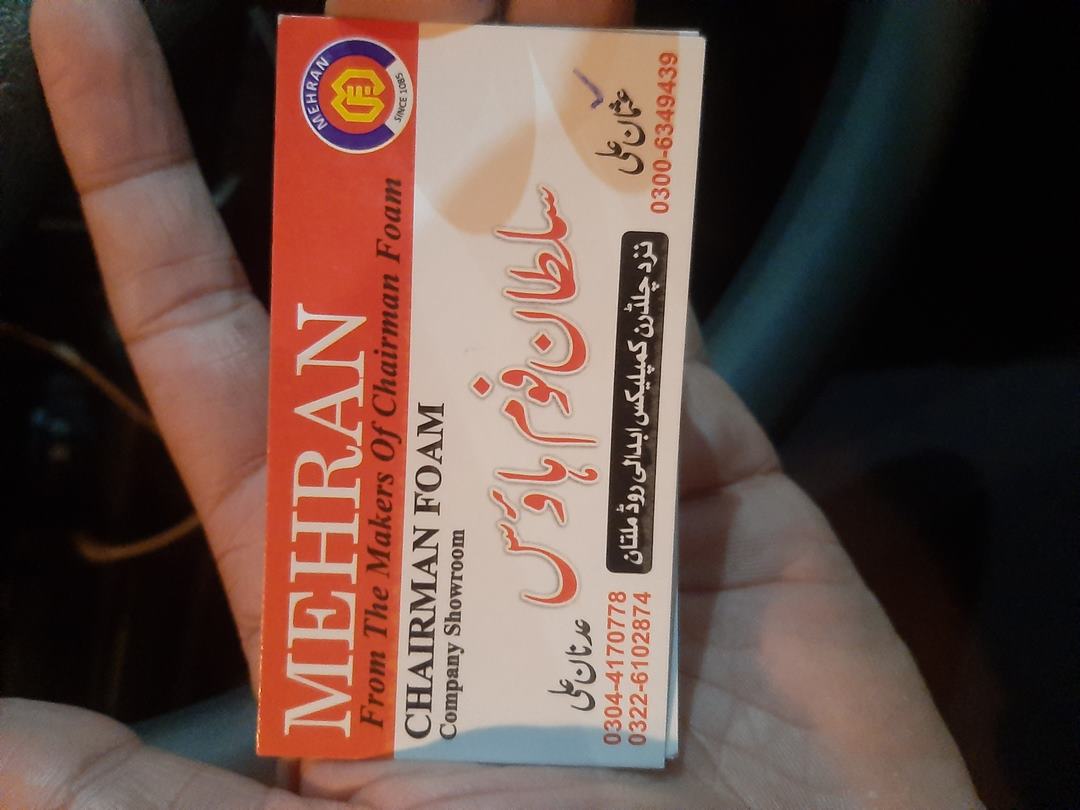 MEHRAN
From The Makers Of Chairman Foam
MEHRAN
SINCE 1085
CHAIRMAN FOAM
Company Showroom
سلطان فوم ہاؤس
عدنان علی
0304-4170778
0322-6102874
نزد چلڈرن کمپلیکس ابدالی روڈ ملتان
عثمان علی
0300-6349439